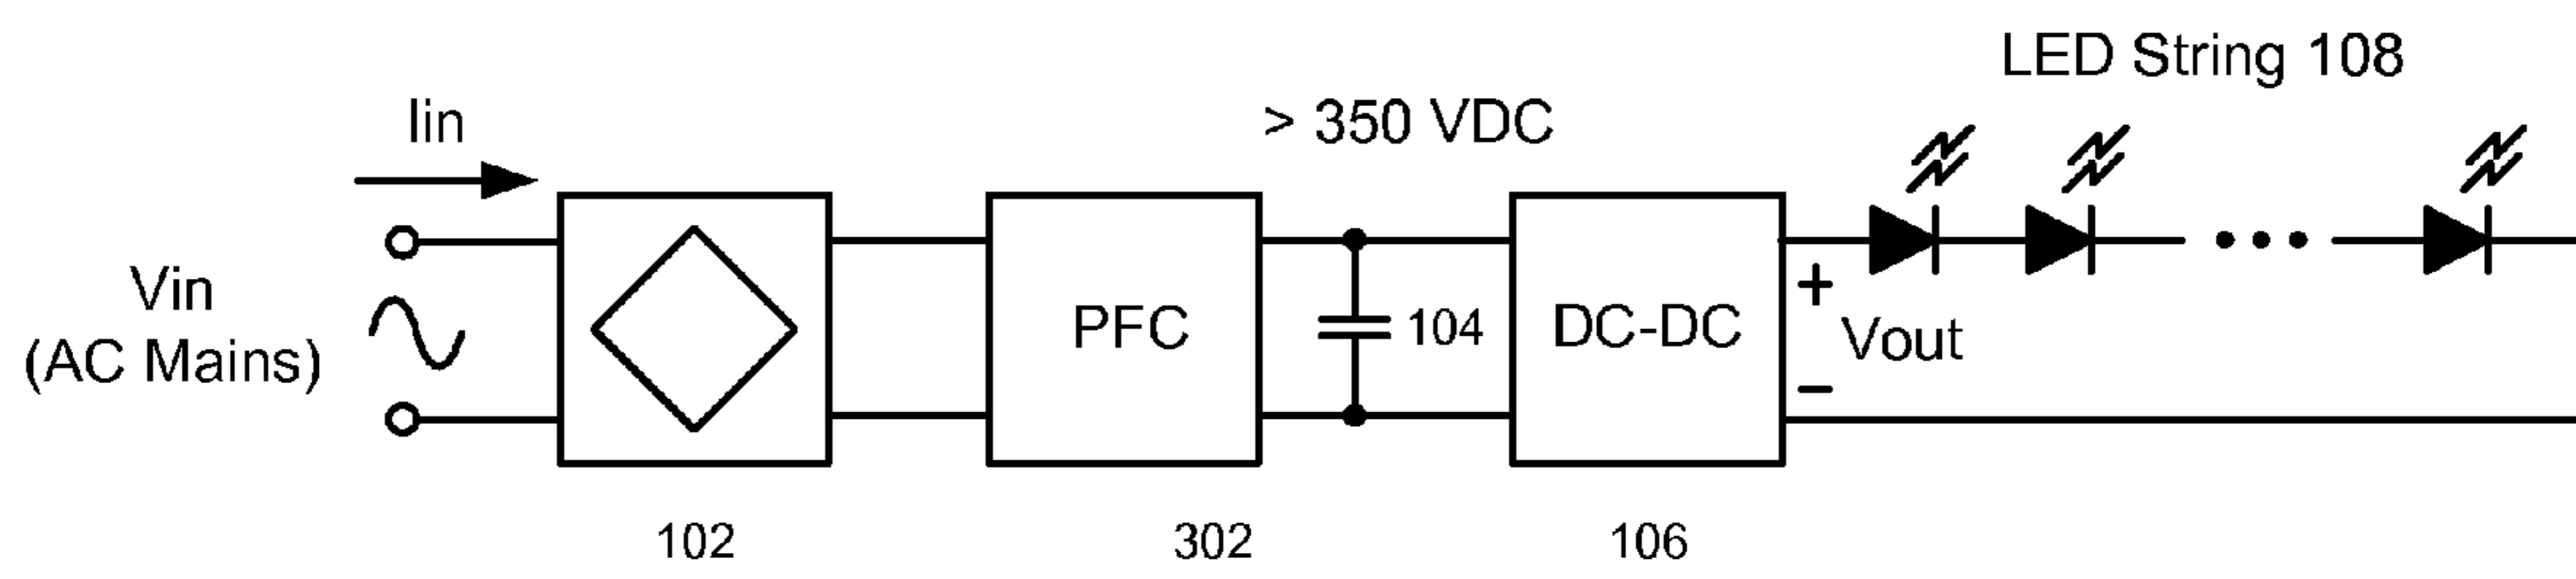 LED String 108
Iin
> 350 VDC
Vin
(AC Mains)
PFC
104
DC-DC
+
Vout
−
102
302
106